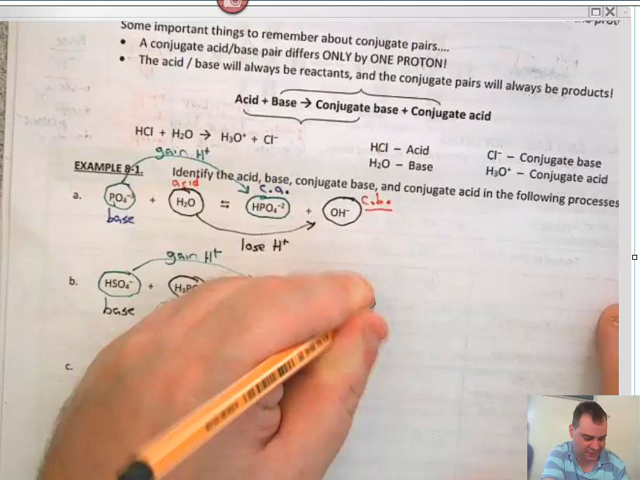 Some important things to remember about conjugate pairs....
• A conjugate acid/base pair differs ONLY by ONE PROTON!
• The acid / base will always be reactants, and the conjugate pairs will always be products!
Acid + Base → Conjugate base + Conjugate acid
HCl + H₂O → H₃O⁺ + Cl⁻
HCl – Acid
Cl⁻ – Conjugate base
H₂O – Base
H₃O⁺ – Conjugate acid
gain H⁺
EXAMPLE 8-1. Identify the acid, base, conjugate base, and conjugate acid in the following processes
acid
c.a.
c.b.
a. PO₄⁻³ + H₂O ⇌ HPO₄⁻² + OH⁻
base
lose H⁺
gain H⁺
b. HSO₄⁻ +
base
c.